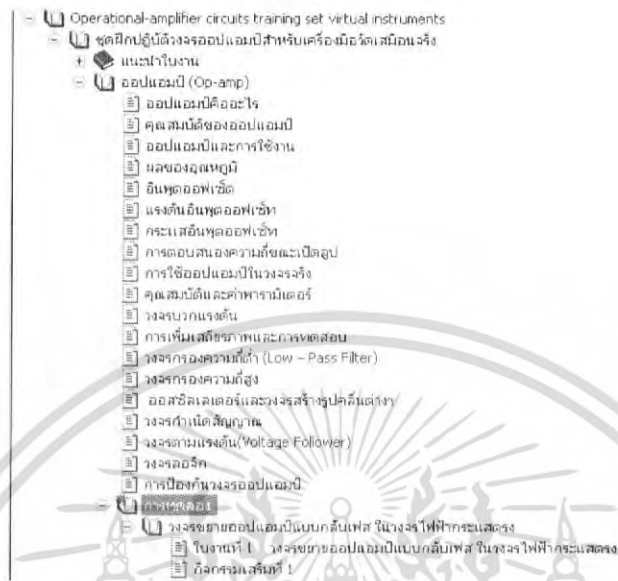 Operational-amplifier circuits training set virtual instruments
ชุดฝึกปฏิบัติวงจรออปแอมป์สำหรับเครื่องมือวัดเสมือนจริง
แนะนำใบงาน
ออปแอมป์ (Op-amp)
ออปแอมป์คืออะไร
คุณสมบัติของออปแอมป์
ออปแอมป์และการใช้งาน
ผลของอุณหภูมิ
อินพุตออฟเซ็ต
แรงดันอินพุตออฟเซ็ท
กระแสอินพุตออฟเซ็ท
การตอบสนองความถี่ขณะเปิดลูป
การใช้ออปแอมป์ในวงจรจริง
คุณสมบัติและค่าพารามิเตอร์
วงจรบวกแรงดัน
การเพิ่มเสถียรภาพและการทดสอบ
วงจรกรองความถี่ต่ำ (Low – Pass Filter)
วงจรกรองความถี่สูง
ออสซิลเลเตอร์และวงจรสร้างรูปคลื่นต่างๆ
วงจรกำเนิดสัญญาณ
วงจรตามแรงดัน(Voltage Follower)
วงจรลอจิก
การป้องกันวงจรออปแอมป์
การทดลอง
วงจรขยายออปแอมป์แบบกลับเฟส ในวงจรไฟฟ้ากระแสตรง
ใบงานที่ 1 วงจรขยายออปแอมป์แบบกลับเฟส ในวงจรไฟฟ้ากระแสตรง
กิจกรรมเสริมที่ 1